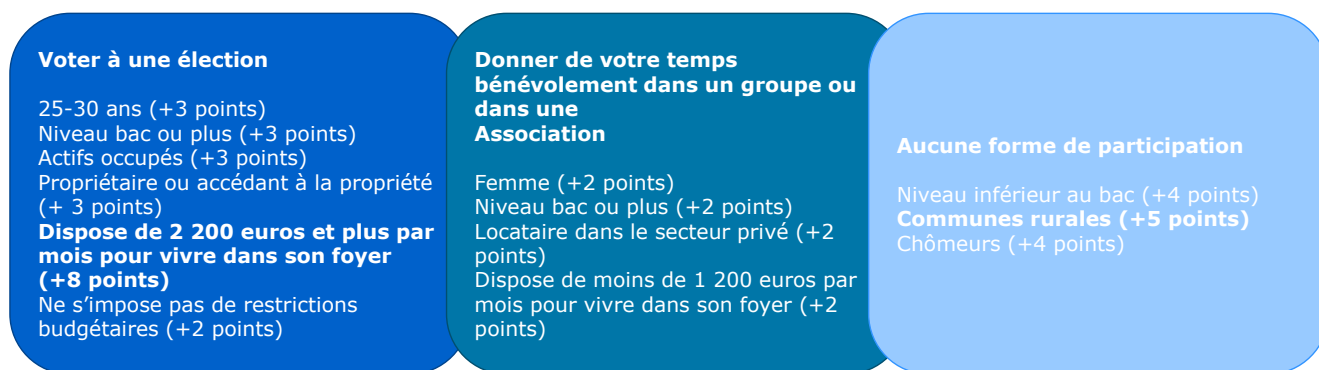 Voter à une élection
25-30 ans (+3 points)
Niveau bac ou plus (+3 points)
Actifs occupés (+3 points)
Propriétaire ou accédant à la propriété
(+ 3 points)
Dispose de 2 200 euros et plus par
mois pour vivre dans son foyer
(+8 points)
Ne s’impose pas de restrictions
budgétaires (+2 points)
Donner de votre temps
bénévolement dans un groupe ou
dans une
Association
Femme (+2 points)
Niveau bac ou plus (+2 points)
Locataire dans le secteur privé (+2
points)
Dispose de moins de 1 200 euros par
mois pour vivre dans son foyer (+2
points)
Aucune forme de participation
Niveau inférieur au bac (+4 points)
Communes rurales (+5 points)
Chômeurs (+4 points)